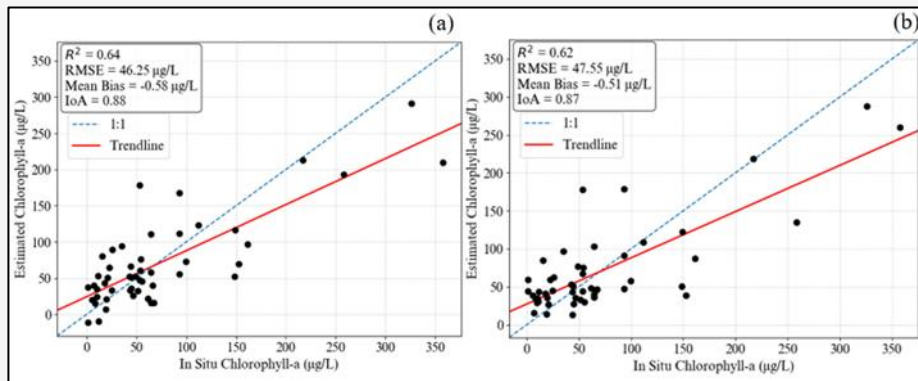 (a)
R² = 0.64
RMSE = 46.25 µg/L
Mean Bias = -0.58 µg/L
IoA = 0.88
1:1
Trendline
Estimated Chlorophyll-a (µg/L)
350
300
250
200
150
100
50
0
0 50 100 150 200 250 300 350
In Situ Chlorophyll-a (µg/L)
(b)
R² = 0.62
RMSE = 47.55 µg/L
Mean Bias = -0.51 µg/L
IoA = 0.87
1:1
Trendline
Estimated Chlorophyll-a (µg/L)
350
300
250
200
150
100
50
0
0 50 100 150 200 250 300 350
In Situ Chlorophyll-a (µg/L)